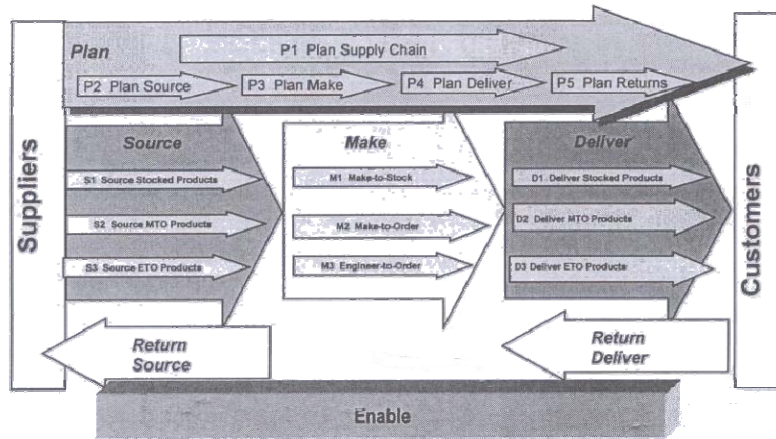 Plan
P1 Plan Supply Chain
P2 Plan Source
P3 Plan Make
P4 Plan Deliver
P5 Plan Returns
Suppliers
Source
S1 Source Stocked Products
S2 Source MTO Products
S3 Source ETO Products
Make
M1 Make-to-Stock
M2 Make-to-Order
M3 Engineer-to-Order
Deliver
D1 Deliver Stocked Products
D2 Deliver MTO Products
D3 Deliver ETO Products
Customers
Return
Source
Return
Deliver
Enable